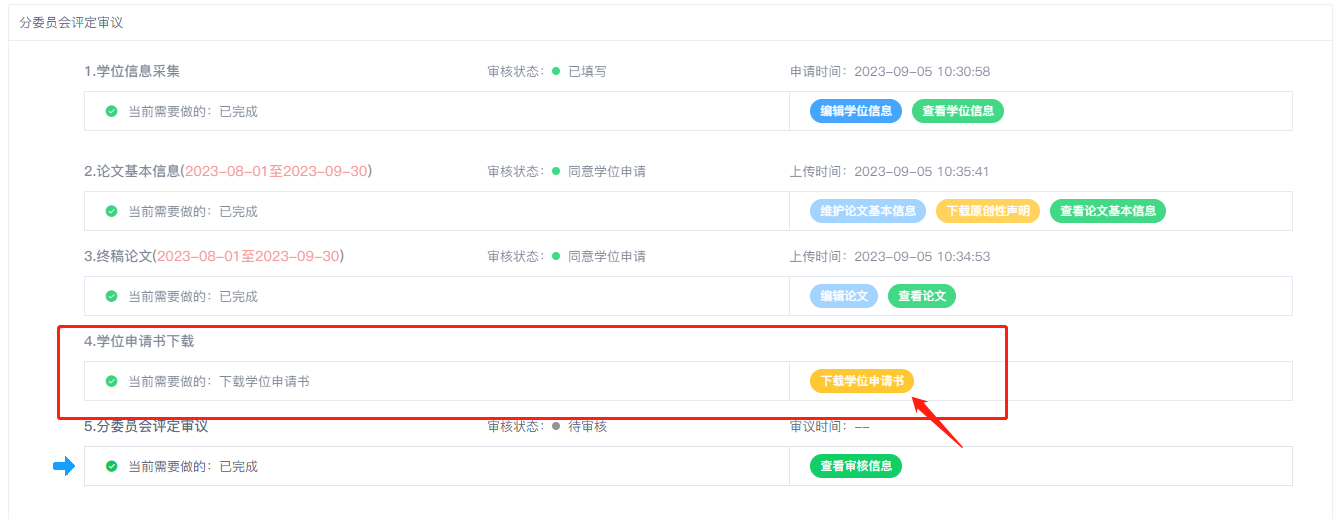 分委员会评定审议
1.学位信息采集 审核状态: 已填写 申请时间: 2023-09-05 10:30:58
当前需要做的: 已完成 编辑学位信息 查看学位信息
2.论文基本信息(2023-08-01至2023-09-30) 审核状态: 同意学位申请 上传时间: 2023-09-05 10:35:41
当前需要做的: 已完成 维护论文基本信息 下载原创性声明 查看论文基本信息
3.终稿论文(2023-08-01至2023-09-30) 审核状态: 同意学位申请 上传时间: 2023-09-05 10:34:53
当前需要做的: 已完成 编辑论文 查看论文
4.学位申请书下载
当前需要做的: 下载学位申请书 下载学位申请书
5.分委员会评定审议 审核状态: 待审核 审议时间: --
当前需要做的: 已完成 查看审核信息